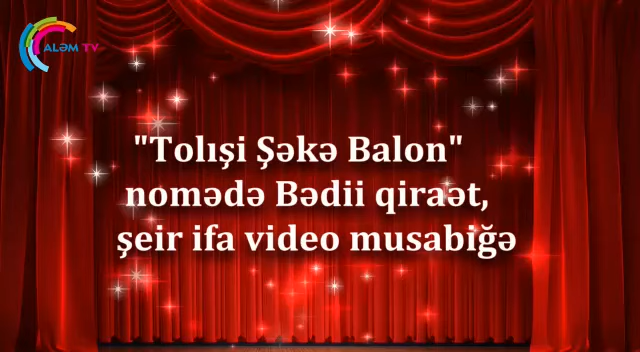 ALƏM TV
"Tolışi Şəkə Balon"
nomədə Bədii qiraət,
şeir ifa video musabiğə